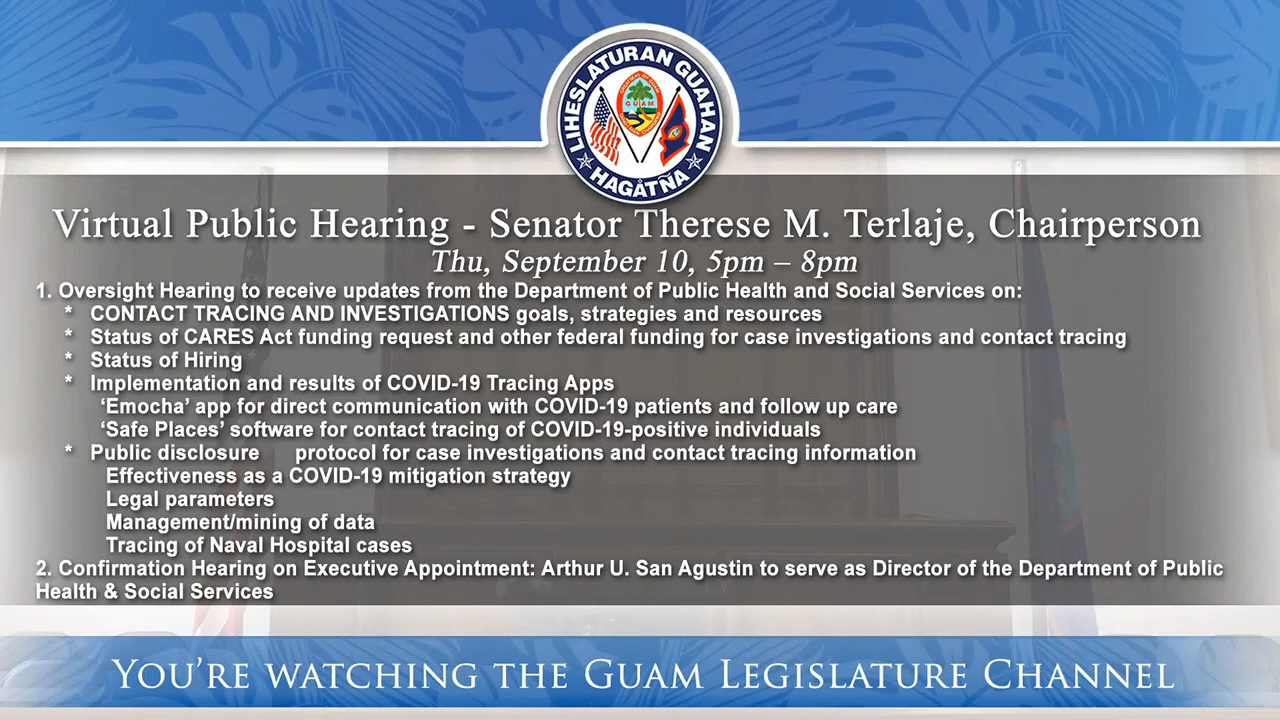 LIHESLATURAN GUAHAN
GUAM
HAGÅTÑA
Virtual Public Hearing - Senator Therese M. Terlaje, Chairperson
Thu, September 10, 5pm – 8pm
1. Oversight Hearing to receive updates from the Department of Public Health and Social Services on:
* CONTACT TRACING AND INVESTIGATIONS goals, strategies and resources
* Status of CARES Act funding request and other federal funding for case investigations and contact tracing
* Status of Hiring
* Implementation and results of COVID-19 Tracing Apps
‘Emocha’ app for direct communication with COVID-19 patients and follow up care
‘Safe Places’ software for contact tracing of COVID-19-positive individuals
* Public disclosure protocol for case investigations and contact tracing information
Effectiveness as a COVID-19 mitigation strategy
Legal parameters
Management/mining of data
Tracing of Naval Hospital cases
2. Confirmation Hearing on Executive Appointment: Arthur U. San Agustin to serve as Director of the Department of Public
Health & Social Services
YOU’RE WATCHING THE GUAM LEGISLATURE CHANNEL